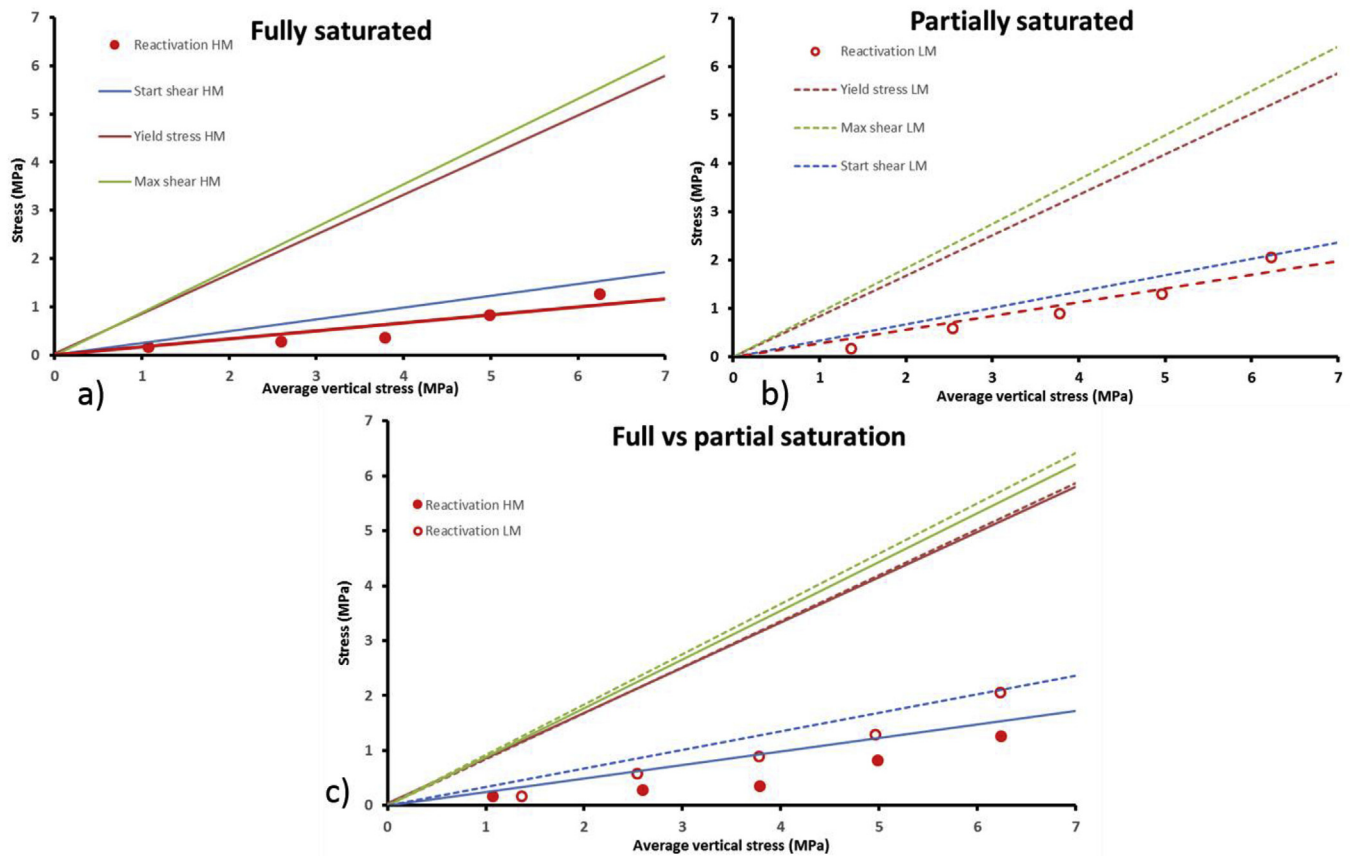 Fully saturated
Reactivation HM
Start shear HM
Yield stress HM
Max shear HM
Stress (MPa)
7
6
5
4
3
2
1
0
0 1 2 3 4 5 6 7
Average vertical stress (MPa)
a)
Partially saturated
Reactivation LM
Yield stress LM
Max shear LM
Start shear LM
Stress (MPa)
7
6
5
4
3
2
1
0
0 1 2 3 4 5 6 7
Average vertical stress (MPa)
b)
Full vs partial saturation
Reactivation HM
Reactivation LM
Stress (MPa)
7
6
5
4
3
2
1
0
0 1 2 3 4 5 6 7
Average vertical stress (MPa)
c)